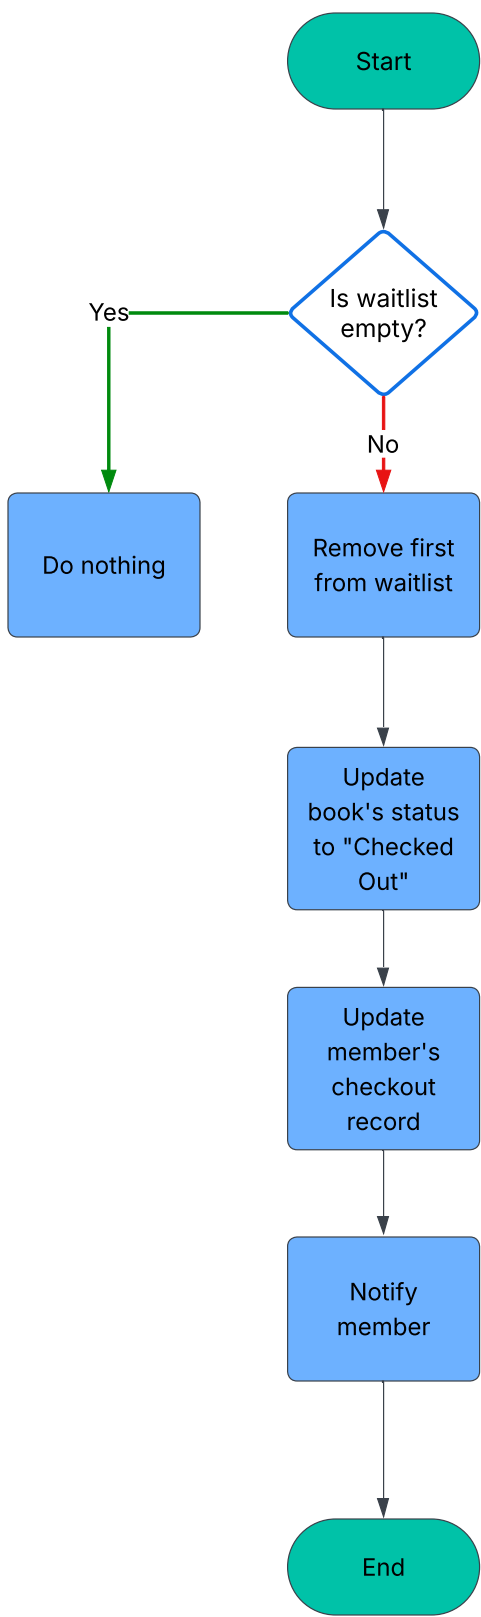 Start
Is waitlist
empty?
Yes
No
Do nothing
Remove first
from waitlist
Update
book's status
to "Checked
Out"
Update
member's
checkout
record
Notify
member
End